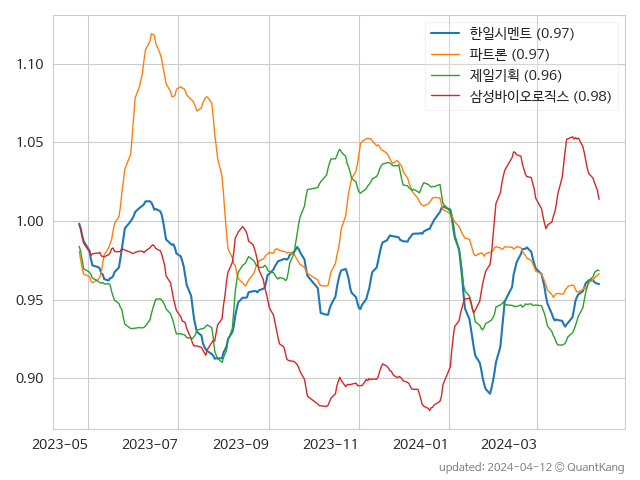 한일시멘트 (0.97)
파트론 (0.97)
제일기획 (0.96)
삼성바이오로직스 (0.98)
1.10
1.05
1.00
0.95
0.90
2023-05 2023-07 2023-09 2023-11 2024-01 2024-03
updated: 2024-04-12 © QuantKang